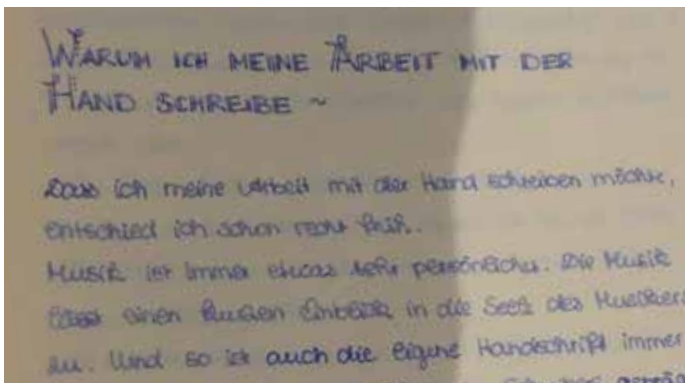 WARUM ICH MEINE ARBEIT MIT DER
HAND SCHREIBE ~
Dass ich meine Arbeit mit der Hand schreiben möchte,
entschied ich schon recht früh.
Musik ist immer etwas sehr persönliches. Die Musik
lässt einen kurzen Einblick in die Seele des Musikers
zu. Und so ist auch die eigene Handschrift immer